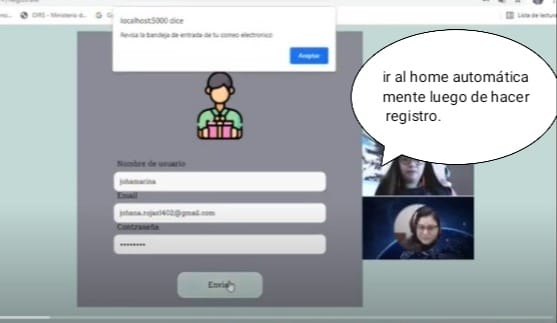 OIRS - Ministerio d...
G
Lista de lectura
localhost:5000 dice
Revisa la bandeja de entrada de tu correo electronico
Aceptar
ir al home automática
mente luego de hacer
registro.
Nombre de usuario
johamarina
Email
johana.rojas1402@gmail.com
Contraseña
••••••••
Enviar